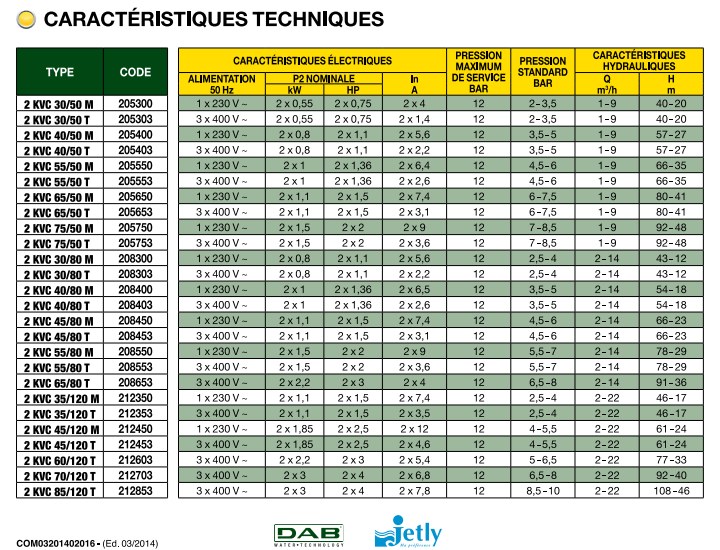 CARACTÉRISTIQUES TECHNIQUES
TYPE CODE CARACTÉRISTIQUES ÉLECTRIQUES PRESSION MAXIMUM DE SERVICE BAR PRESSION STANDARD BAR CARACTÉRISTIQUES HYDRAULIQUES
ALIMENTATION 50 Hz P2 NOMINALE In A Q m³/h H m
kW HP
2 KVC 30/50 M 205300 1 x 230 V ~ 2 x 0,55 2 x 0,75 2 x 4 12 2-3,5 1-9 40-20
2 KVC 30/50 T 205303 3 x 400 V ~ 2 x 0,55 2 x 0,75 2 x 1,4 12 2-3,5 1-9 40-20
2 KVC 40/50 M 205400 1 x 230 V ~ 2 x 0,8 2 x 1,1 2 x 5,6 12 3,5-5 1-9 57-27
2 KVC 40/50 T 205403 3 x 400 V ~ 2 x 0,8 2 x 1,1 2 x 2,2 12 3,5-5 1-9 57-27
2 KVC 55/50 M 205550 1 x 230 V ~ 2 x 1 2 x 1,36 2 x 6,4 12 4,5-6 1-9 66-35
2 KVC 55/50 T 205553 3 x 400 V ~ 2 x 1 2 x 1,36 2 x 2,6 12 4,5-6 1-9 66-35
2 KVC 65/50 M 205650 1 x 230 V ~ 2 x 1,1 2 x 1,5 2 x 7,4 12 6-7,5 1-9 80-41
2 KVC 65/50 T 205653 3 x 400 V ~ 2 x 1,1 2 x 1,5 2 x 3,1 12 6-7,5 1-9 80-41
2 KVC 75/50 M 205750 1 x 230 V ~ 2 x 1,5 2 x 2 2 x 9 12 7-8,5 1-9 92-48
2 KVC 75/50 T 205753 3 x 400 V ~ 2 x 1,5 2 x 2 2 x 3,6 12 7-8,5 1-9 92-48
2 KVC 30/80 M 208300 1 x 230 V ~ 2 x 0,8 2 x 1,1 2 x 5,6 12 2,5-4 2-14 43-12
2 KVC 30/80 T 208303 3 x 400 V ~ 2 x 0,8 2 x 1,1 2 x 2,2 12 2,5-4 2-14 43-12
2 KVC 40/80 M 208400 1 x 230 V ~ 2 x 1 2 x 1,36 2 x 6,5 12 3,5-5 2-14 54-18
2 KVC 40/80 T 208403 3 x 400 V ~ 2 x 1 2 x 1,36 2 x 2,6 12 3,5-5 2-14 54-18
2 KVC 45/80 M 208450 1 x 230 V ~ 2 x 1,1 2 x 1,5 2 x 7,4 12 4,5-6 2-14 66-23
2 KVC 45/80 T 208453 3 x 400 V ~ 2 x 1,1 2 x 1,5 2 x 3,1 12 4,5-6 2-14 66-23
2 KVC 55/80 M 208550 1 x 230 V ~ 2 x 1,5 2 x 2 2 x 9 12 5,5-7 2-14 78-29
2 KVC 55/80 T 208553 3 x 400 V ~ 2 x 1,5 2 x 2 2 x 3,6 12 5,5-7 2-14 78-29
2 KVC 65/80 T 208653 3 x 400 V ~ 2 x 2,2 2 x 3 2 x 4 12 6,5-8 2-14 91-36
2 KVC 35/120 M 212350 1 x 230 V ~ 2 x 1,1 2 x 1,5 2 x 7,4 12 2,5-4 2-22 46-17
2 KVC 35/120 T 212353 3 x 400 V ~ 2 x 1,1 2 x 1,5 2 x 3,5 12 2,5-4 2-22 46-17
2 KVC 45/120 M 212450 1 x 230 V ~ 2 x 1,85 2 x 2,5 2 x 12 12 4-5,5 2-22 61-24
2 KVC 45/120 T 212453 3 x 400 V ~ 2 x 1,85 2 x 2,5 2 x 4,6 12 4-5,5 2-22 61-24
2 KVC 60/120 T 212603 3 x 400 V ~ 2 x 2,2 2 x 3 2 x 5,4 12 5-6,5 2-22 77-33
2 KVC 70/120 T 212703 3 x 400 V ~ 2 x 3 2 x 4 2 x 6,8 12 6,5-8 2-22 92-40
2 KVC 85/120 T 212853 3 x 400 V ~ 2 x 3 2 x 4 2 x 7,8 12 8,5-10 2-22 108-46
COM03201402016 - (Ed. 03/2014)
DAB
WATER•TECHNOLOGY
jetly